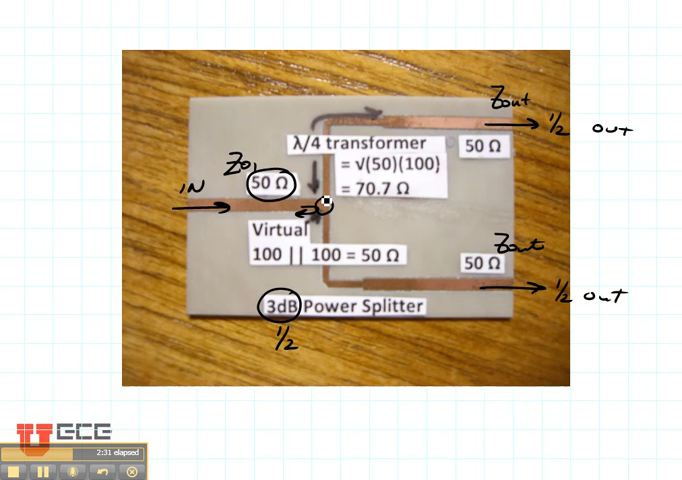 Zout
1/2 OUT
λ/4 transformer
= √(50)(100)
= 70.7 Ω
50 Ω
Zo,
50 Ω
IN
Virtual
100 || 100 = 50 Ω
Zout
50 Ω
1/2 OUT
3dB Power Splitter
1/2
U ECE
2:31 elapsed